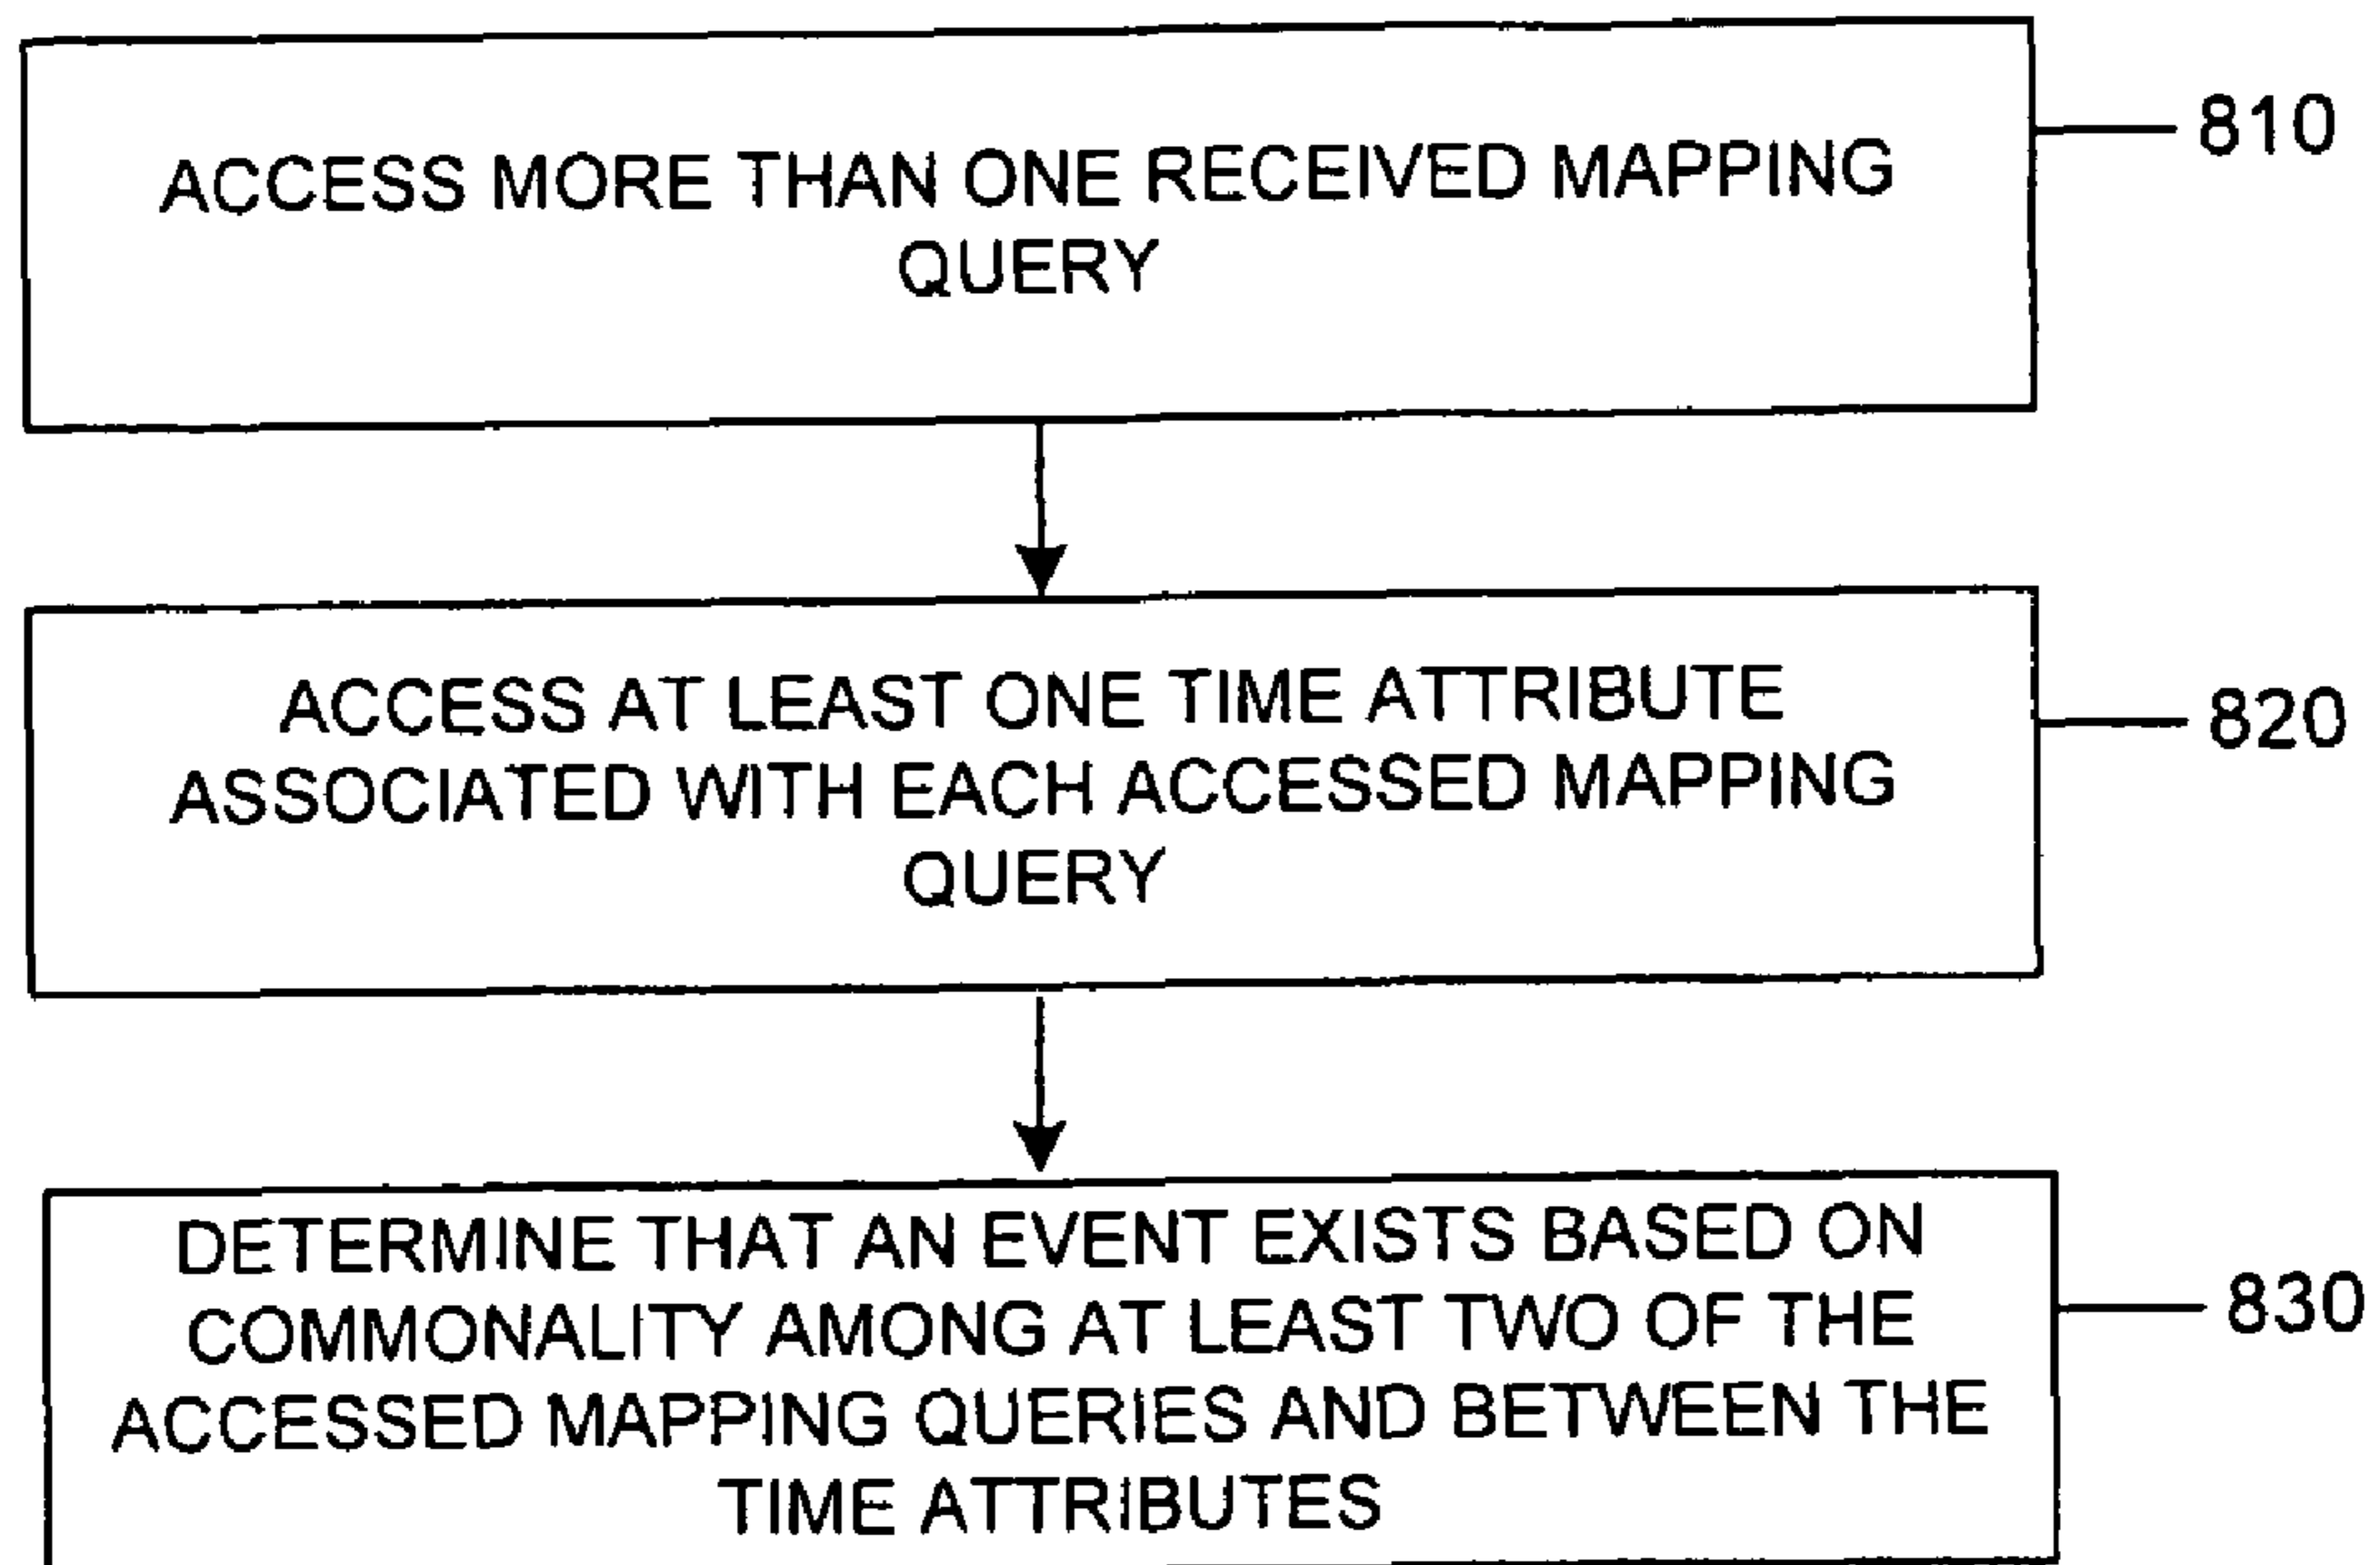 ACCESS MORE THAN ONE RECEIVED MAPPING
QUERY
810
ACCESS AT LEAST ONE TIME ATTRIBUTE
ASSOCIATED WITH EACH ACCESSED MAPPING
QUERY
820
DETERMINE THAT AN EVENT EXISTS BASED ON
COMMONALITY AMONG AT LEAST TWO OF THE
ACCESSED MAPPING QUERIES AND BETWEEN THE
TIME ATTRIBUTES
830